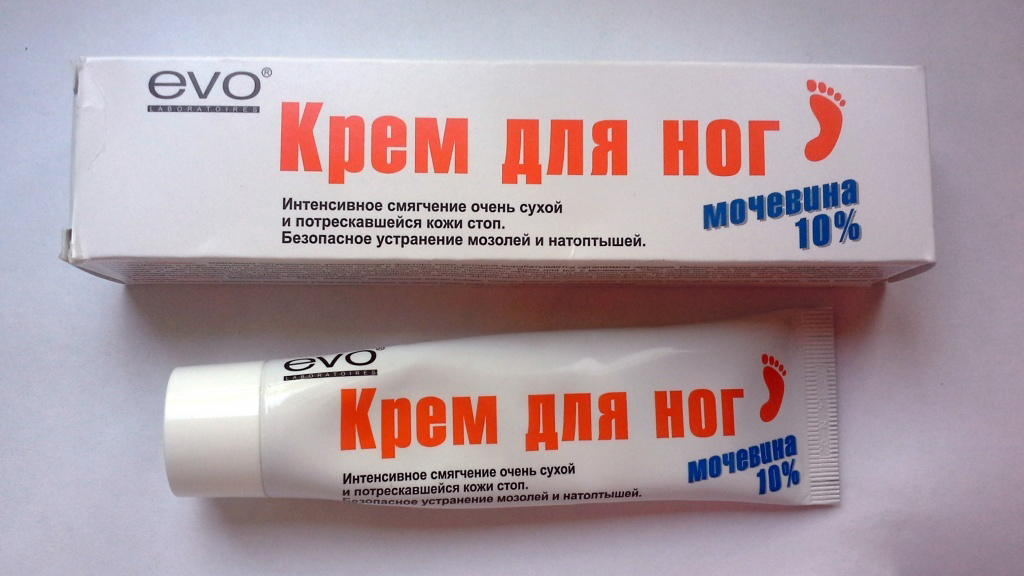 evo®
LABORATOIRES
Крем для ног
Интенсивное смягчение очень сухой
и потрескавшейся кожи стоп.
Безопасное устранение мозолей и натоптышей.
мочевина
10%
evo®
LABORATOIRES
Крем для ног
Интенсивное смягчение очень сухой
и потрескавшейся кожи стоп.
Безопасное устранение мозолей и натоптышей.
мочевина
10%